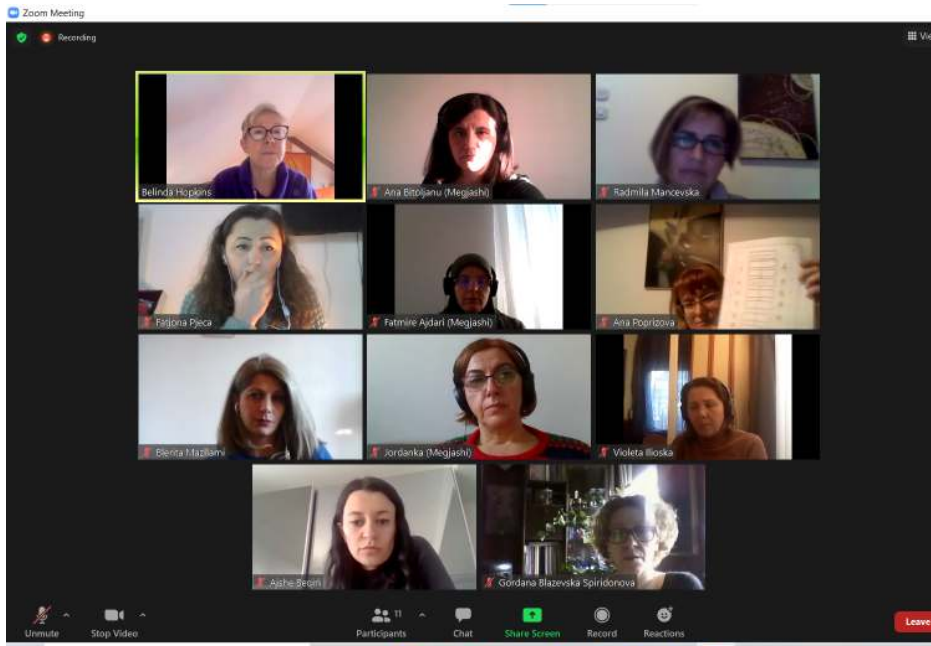 Zoom Meeting
Recording
Vie
Belinda Hopkins
Ana Bitoljanu (Megjashi)
Radmila Mancevska
Fatjona Pjeca
Fatmire Ajdari (Megjashi)
Ana Poprizova
Blerita Mazllami
Jordanka (Megjashi)
Violeta Ilioska
Ajshe Beqiri
Gordana Blazevska Spiridonova
Unmute
Stop Video
11
Participants
Chat
Share Screen
Record
Reactions
Leave